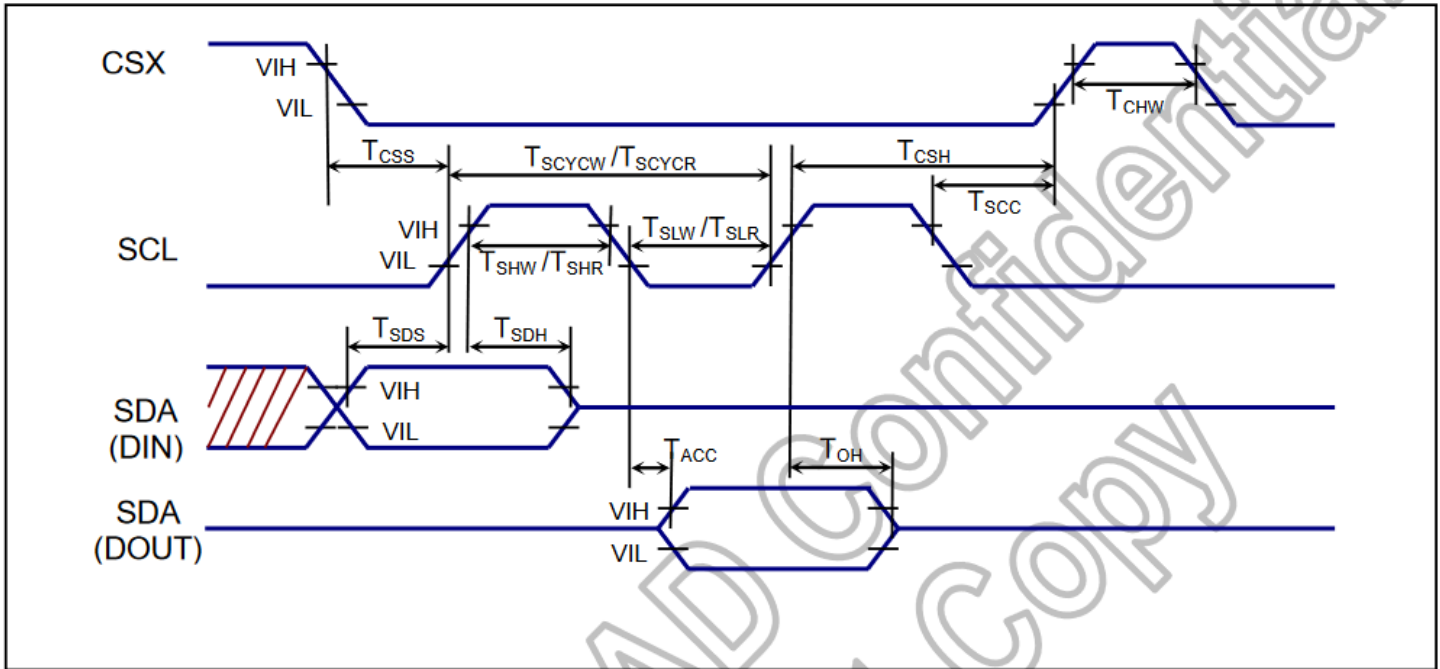 CSX
VIH
VIL
TCHW
TCSS
TSCYCW /TSCYCR
TCSH
TSCC
SCL
VIH
VIL
TSHW /TSHR
TSLW /TSLR
TSDS
TSDH
SDA
(DIN)
VIH
VIL
TACC
TOH
SDA
(DOUT)
VIH
VIL
Confidential
Copy